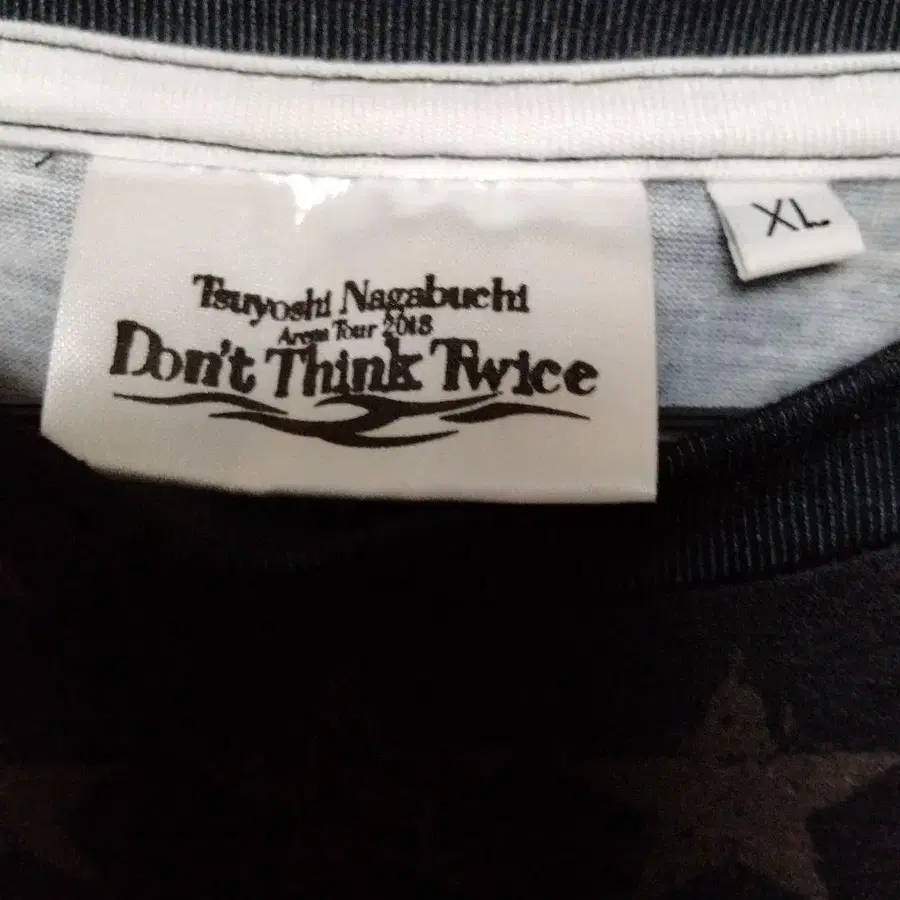 Tsuyoshi Nagabuchi
Arena Tour 2018
Don't Think Twice
XL